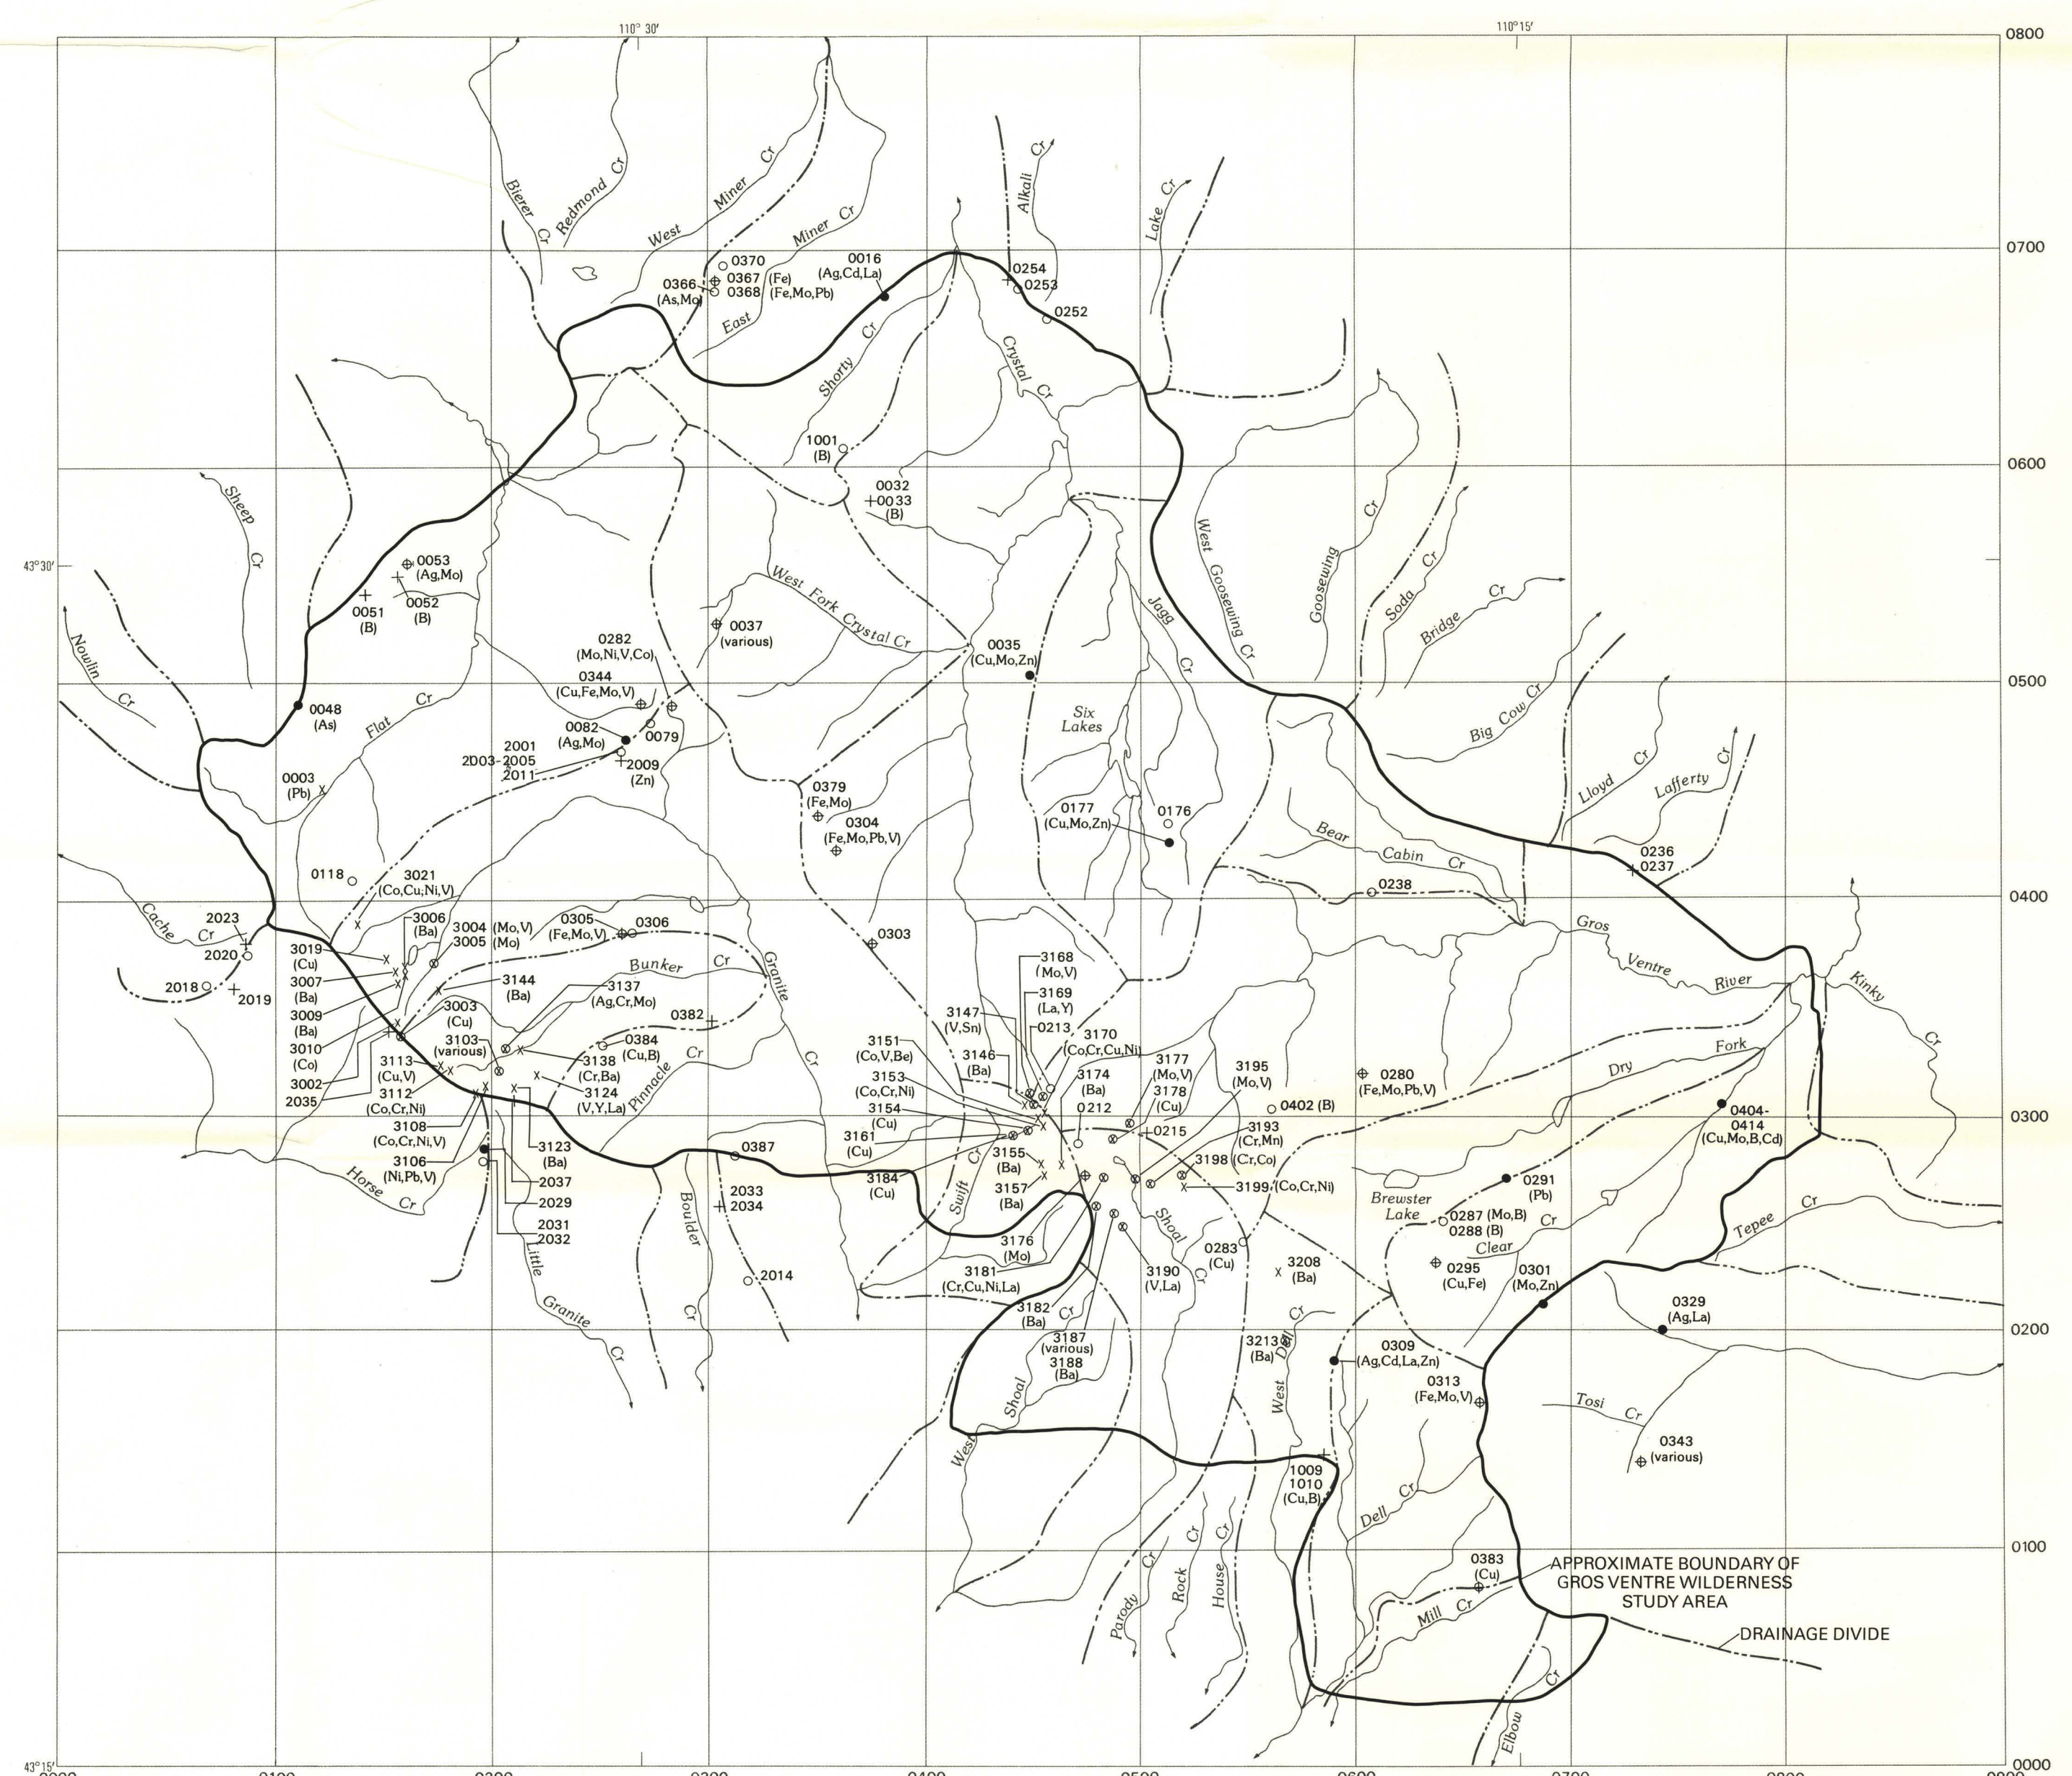 110° 30′
110° 15′
0800
Bierer Cr
Redmond Cr
West Miner Cr
East Miner Cr
Alkali Cr
Lake Cr
0700
0370
0367 (Fe)
0366 (As,Mo)
0368 (Fe,Mo,Pb)
0016
(Ag,Cd,La)
0254
0253
0252
Shorty Cr
Crystal Cr
1001
(B)
0600
0032
0033
(B)
Sheep Cr
West Goosewing Cr
Goosewing Cr
Soda Cr
Bridge Cr
43°30′
0053
(Ag,Mo)
0051
(B)
0052
(B)
West Fork Crystal Cr
0037
(various)
Jagg Cr
Nowlin Cr
0282
(Mo,Ni,V,Co)
0344
(Cu,Fe,Mo,V)
0035
(Cu,Mo,Zn)
0500
0048
(As)
Flat Cr
0082
(Ag,Mo)
0079
Six
Lakes
Big Cow Cr
2001
2003-2005
2011
2009
(Zn)
0003
(Pb)
0379
(Fe,Mo)
0304
(Fe,Mo,Pb,V)
0177
(Cu,Mo,Zn)
0176
Lloyd Cr
Lafferty Cr
Bear Cabin Cr
0236
0237
0118
3021
(Co,Cu,Ni,V)
0238
0400
Cache Cr
2023
2020
2018
2019
3006
(Ba)
3004 (Mo,V)
3005 (Mo)
0305
(Fe,Mo,V)
0306
0303
Gros Ventre River
Kinky Cr
3019
(Cu)
3007
(Ba)
3009
(Ba)
3010
(Co)
3002
2035
3144
(Ba)
3003
(Cu)
Bunker Cr
Granite Cr
3137
(Ag,Cr,Mo)
0382
3103
(various)
0384
(Cu,B)
3113
(Cu,V)
3112
(Co,Cr,Ni)
3138
(Cr,Ba)
3124
(V,Y,La)
Pinnacle Cr
3168
(Mo,V)
3169
(La,Y)
3147
(V,Sn)
0213
3170
(Co,Cr,Cu,Ni)
3151
(Co,V,Be)
3146
(Ba)
3153
(Co,Cr,Ni)
3174
(Ba)
3177
(Mo,V)
3178
(Cu)
3195
(Mo,V)
3154
(Cu)
0212
0402 (B)
0280
(Fe,Mo,Pb,V)
Dry Fork
0300
0404-
0414
(Cu,Mo,B,Cd)
3108
(Co,Cr,Ni,V)
3106
(Ni,Pb,V)
3123
(Ba)
2037
2029
2031
2032
0387
3161
(Cu)
3155
(Ba)
3157
(Ba)
3184
(Cu)
0215
3193
(Cr,Mn)
3198 (Cr,Co)
3199 (Co,Cr,Ni)
0291
(Pb)
Horse Cr
Boulder Cr
2033
2034
Swift Cr
Shoal Cr
Brewster
Lake
0287 (Mo,B)
0288 (B)
Clear Cr
Tepee Cr
3176
(Mo)
3181
(Cr,Cu,Ni,La)
0283
(Cu)
3190
(V,La)
3208
(Ba)
0295
(Cu,Fe)
0301
(Mo,Zn)
2014
Little Granite Cr
3182
(Ba)
3187
(various)
3188
(Ba)
3213
(Ba)
0329
(Ag,La)
0200
0309
(Ag,Cd,La,Zn)
0313
(Fe,Mo,V)
West Shoal Cr
West Dell Cr
Tosi Cr
0343
(various)
1009
1010
(Cu,B)
Dell Cr
0100
0383
(Cu)
APPROXIMATE BOUNDARY OF
GROS VENTRE WILDERNESS
STUDY AREA
Parody Cr
Rock Cr
House Cr
Mill Cr
DRAINAGE DIVIDE
Elbow Cr
43°15′
0000